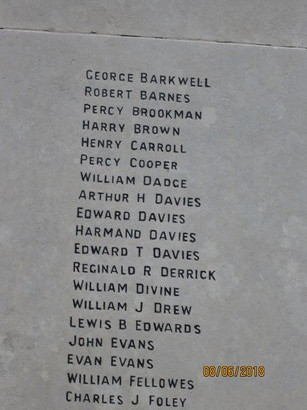 GEORGE BARKWELL
ROBERT BARNES
PERCY BROOKMAN
HARRY BROWN
HENRY CARROLL
PERCY COOPER
WILLIAM DADGE
ARTHUR H DAVIES
EDWARD DAVIES
HARMAND DAVIES
EDWARD T DAVIES
REGINALD R DERRICK
WILLIAM DIVINE
WILLIAM J DREW
LEWIS B EDWARDS
JOHN EVANS
EVAN EVANS
WILLIAM FELLOWES
CHARLES J FOLEY
08/05/2018